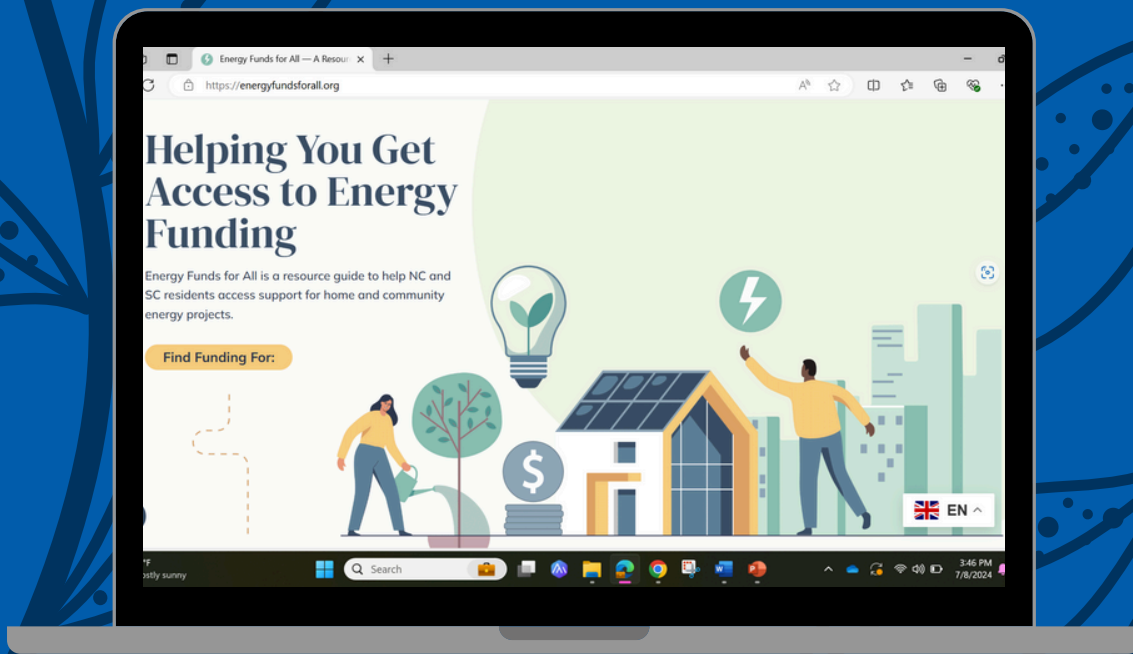 Energy Funds for All — A Resour
https://energyfundsforall.org
Helping You Get
Access to Energy
Funding
Energy Funds for All is a resource guide to help NC and
SC residents access support for home and community
energy projects.
Find Funding For:
$
EN
°F
ostly sunny
Search
3:46 PM
7/8/2024